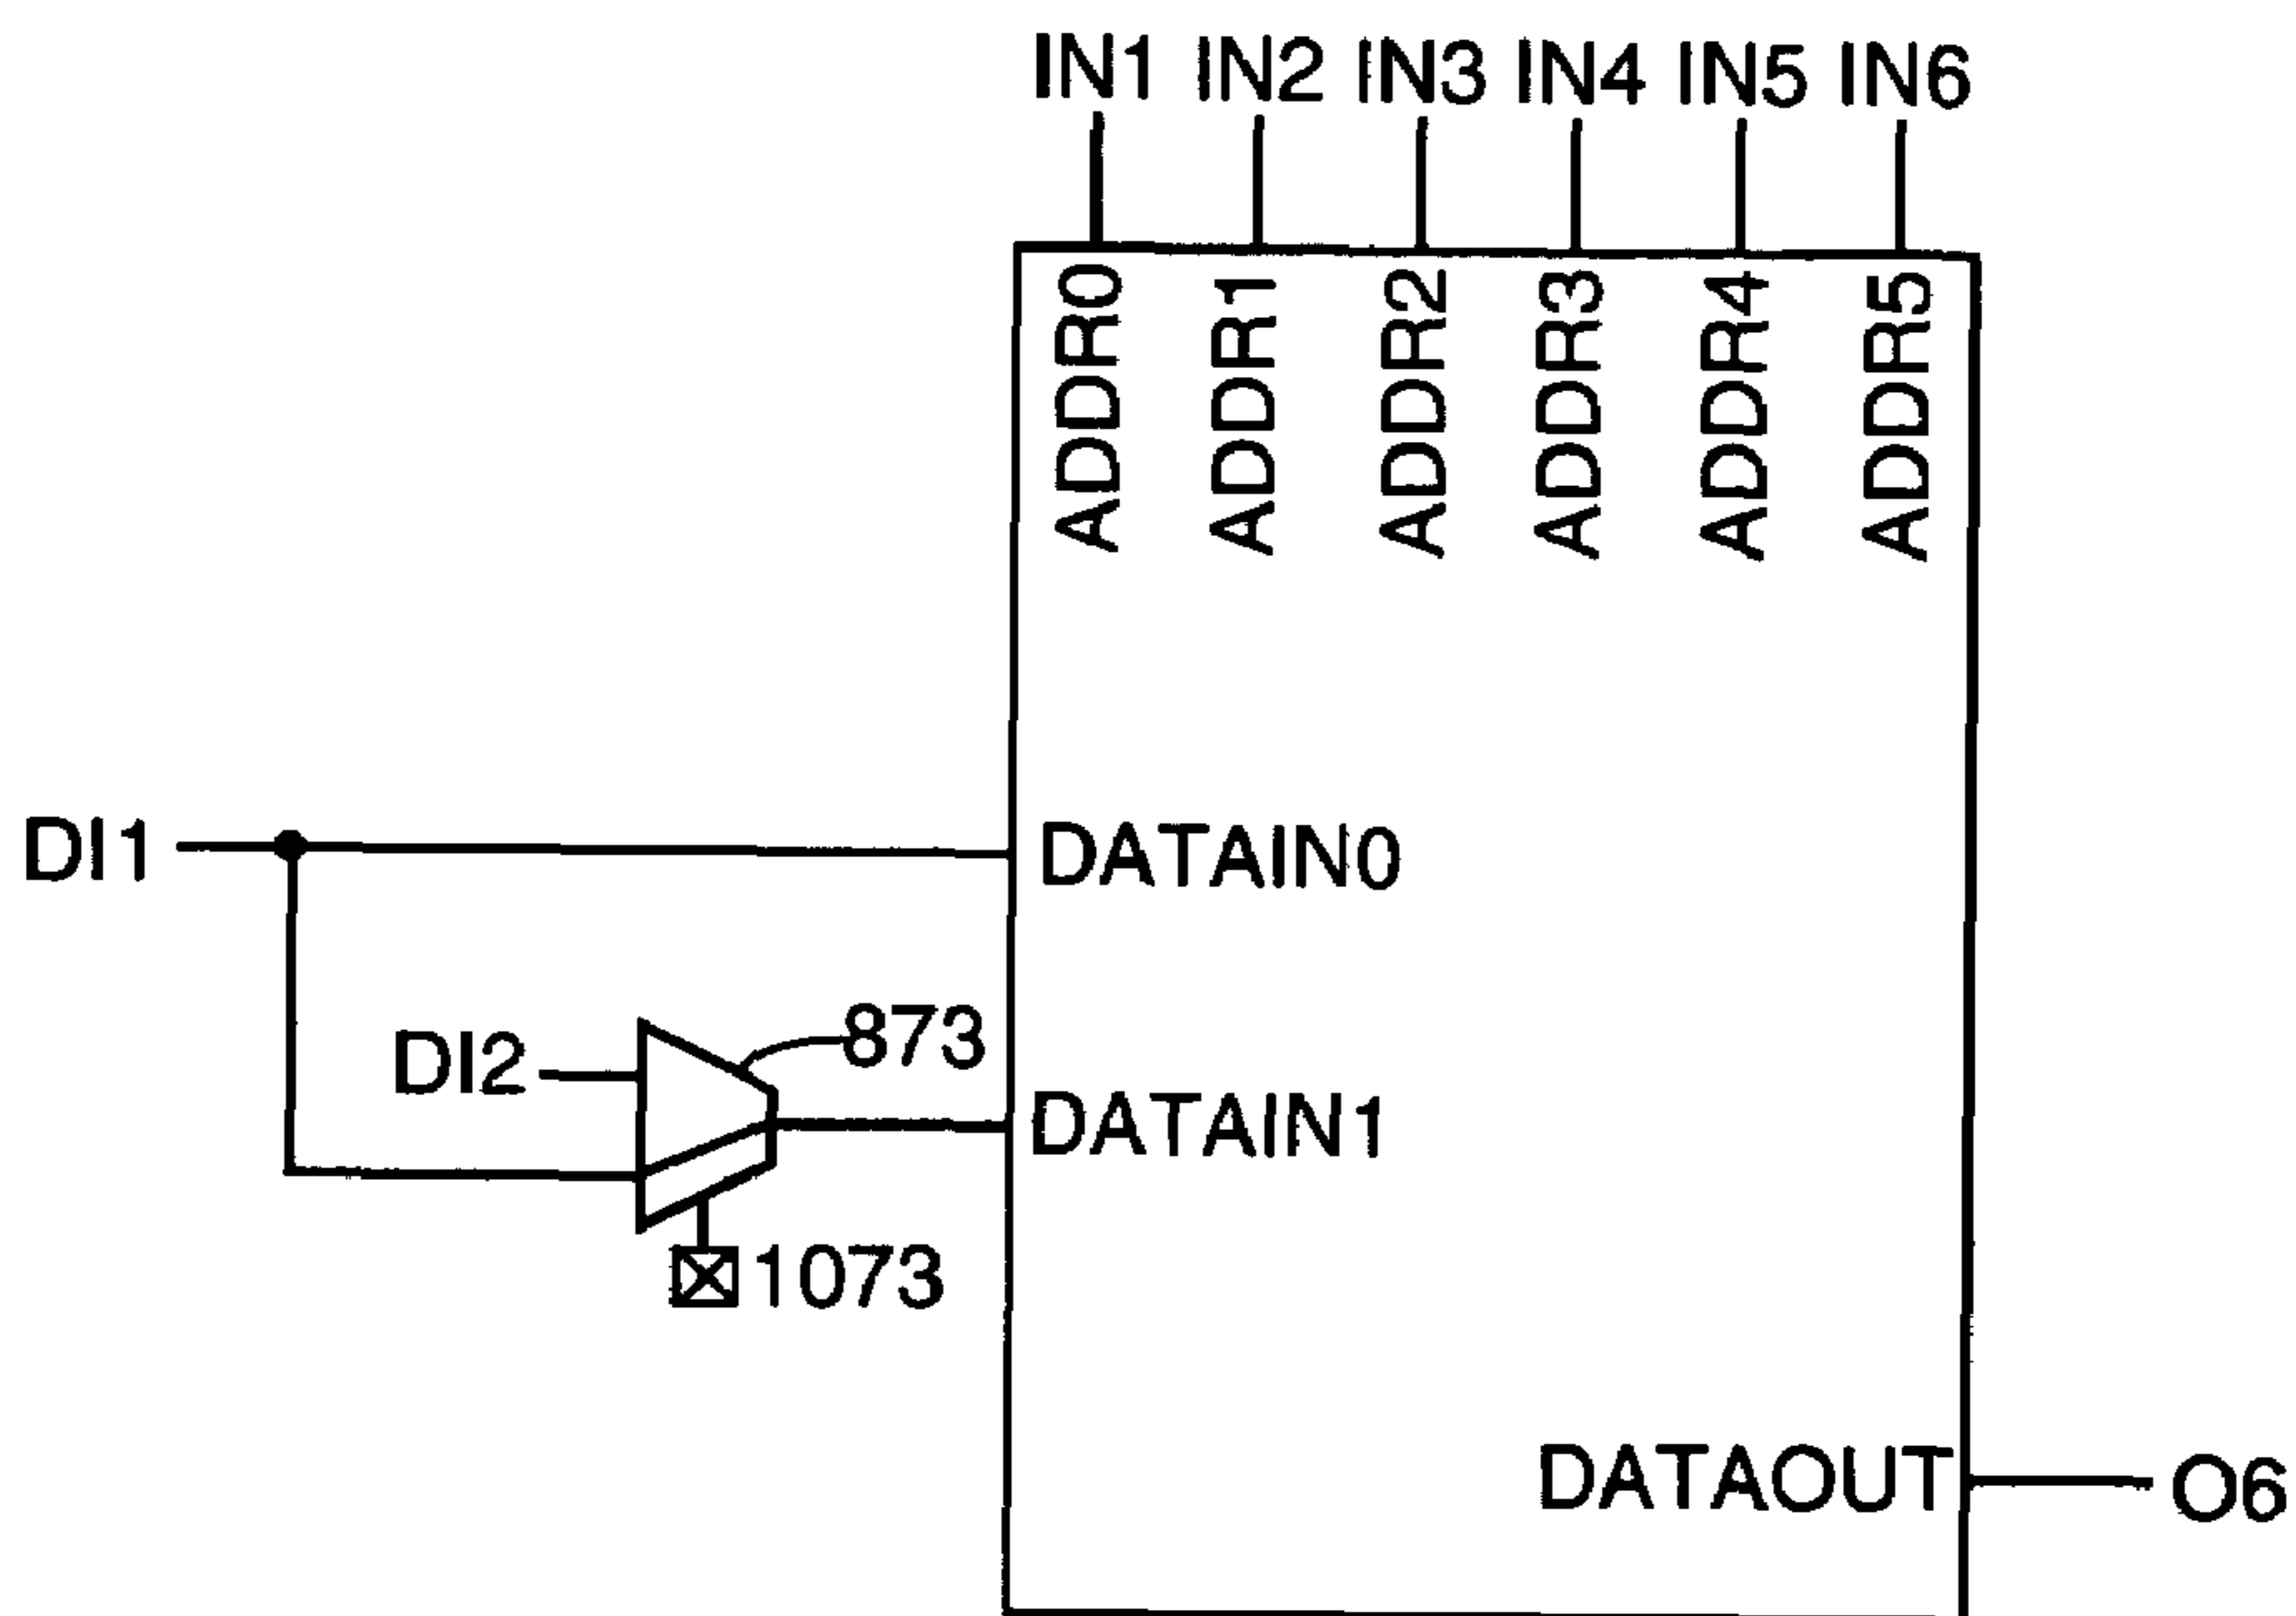 IN1 IN2 IN3 IN4 IN5 IN6
ADDR0 ADDR1 ADDR2 ADDR3 ADDR4 ADDR5
DI1 DATAIN0
DI2 873
DATAIN1
1073
DATAOUT O6